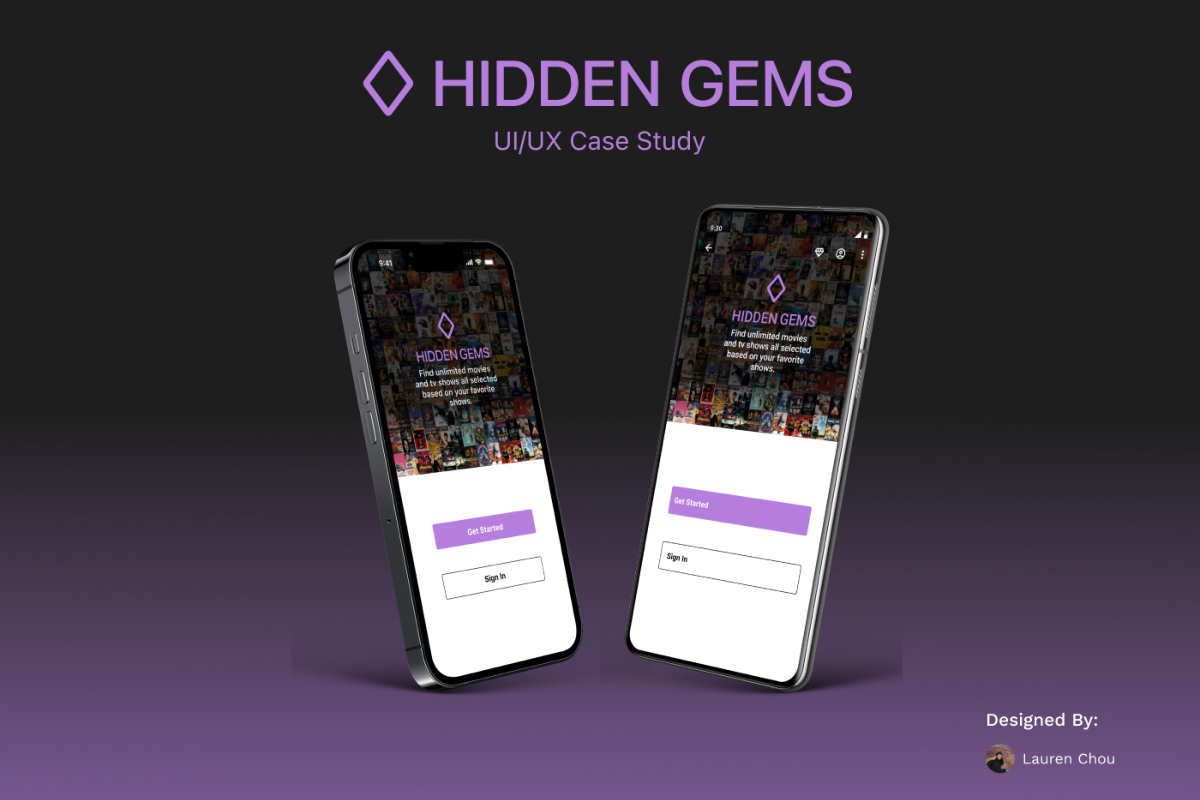 HIDDEN GEMS
UI/UX Case Study
9:41
HIDDEN GEMS
Find unlimited movies
and tv shows all selected
based on your favorite
shows.
Get Started
Sign In
9:30
HIDDEN GEMS
Find unlimited movies
and tv shows all selected
based on your favorite
shows.
Get Started
Sign In
Designed By:
Lauren Chou